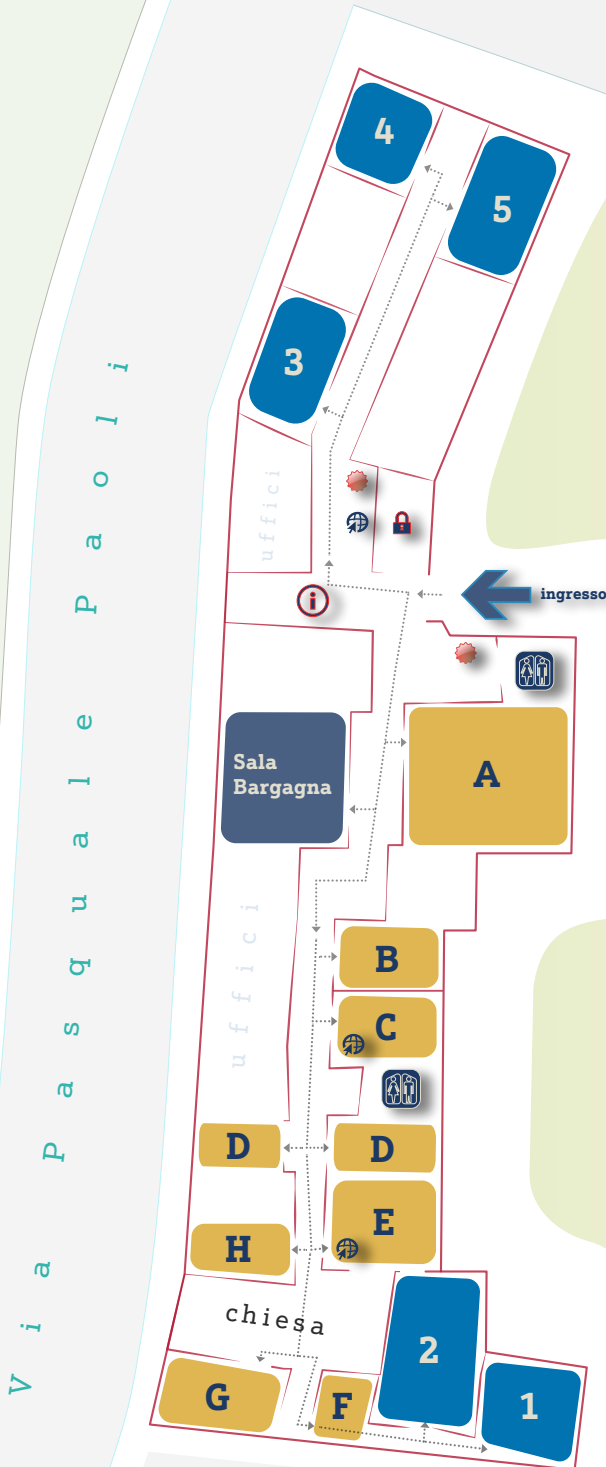 4
5
3
uffici
i
ingresso
Sala
Bargagna
A
uffici
B
C
D
D
E
H
chiesa
2
G
F
1
Via Pasquale Paoli